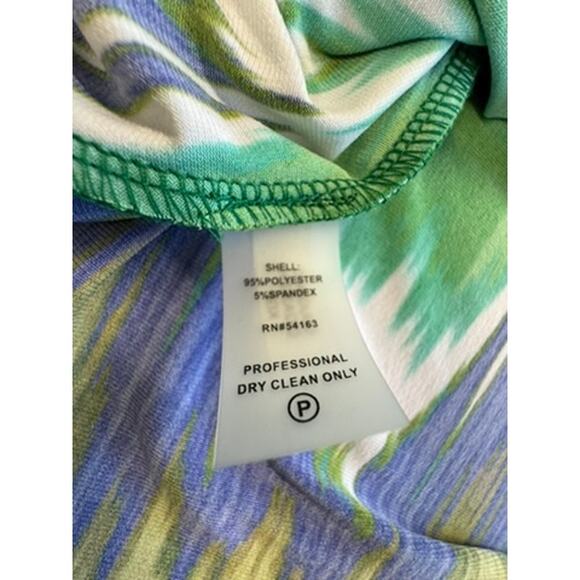 SHELL:
95%POLYESTER
5%SPANDEX
RN#54163
PROFESSIONAL
DRY CLEAN ONLY
P